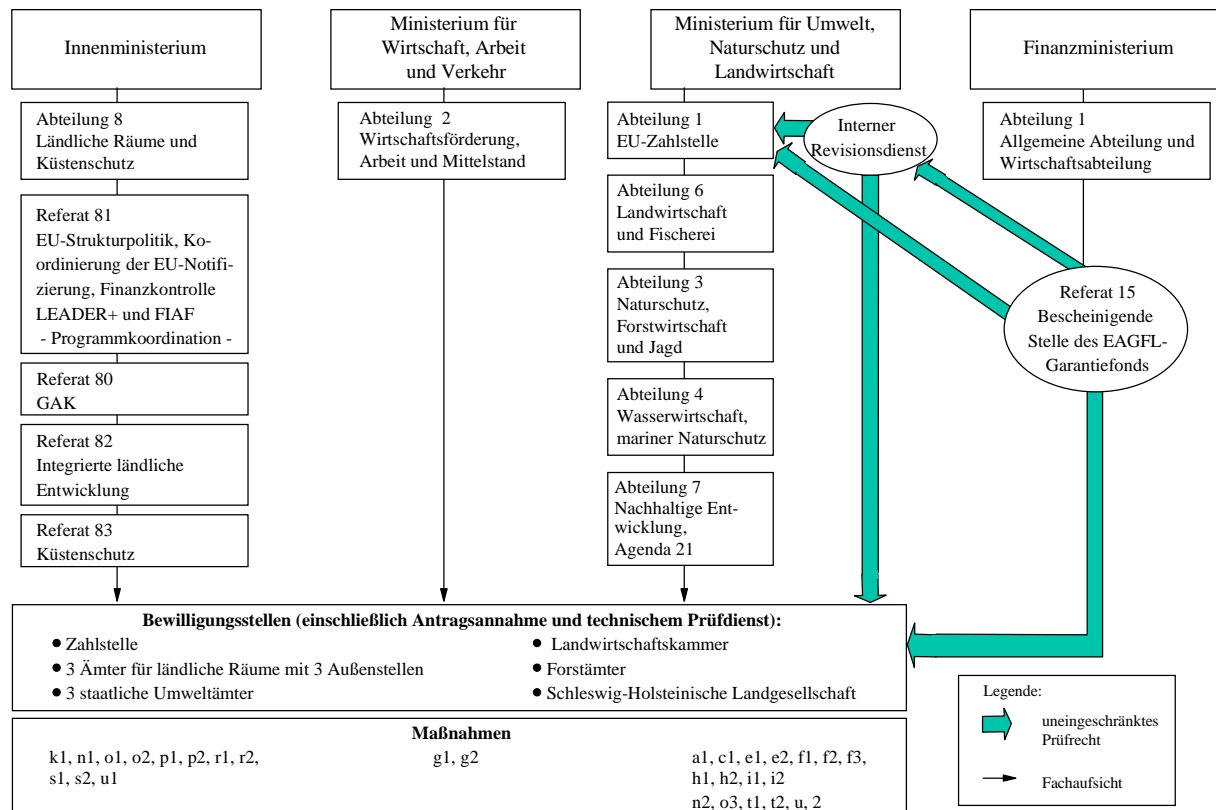 Innenministerium
Ministerium für
Wirtschaft, Arbeit
und Verkehr
Ministerium für Umwelt,
Naturschutz und
Landwirtschaft
Finanzministerium
Abteilung 8
Ländliche Räume und
Küstenschutz
Referat 81
EU-Strukturpolitik, Ko-
ordinierung der EU-Notifi-
zierung, Finanzkontrolle
LEADER+ und FIAF
- Programmkoordination -
Referat 80
GAK
Referat 82
Integrierte ländliche
Entwicklung
Referat 83
Küstenschutz
Abteilung 2
Wirtschaftsförderung,
Arbeit und Mittelstand
Abteilung 1
EU-Zahlstelle
Abteilung 6
Landwirtschaft
und Fischerei
Abteilung 3
Naturschutz,
Forstwirtschaft
und Jagd
Abteilung 4
Wasserwirtschaft,
mariner Naturschutz
Abteilung 7
Nachhaltige Ent-
wicklung,
Agenda 21
Interner
Revisionsdienst
Abteilung 1
Allgemeine Abteilung und
Wirtschaftsabteilung
Referat 15
Bescheinigende
Stelle des EAGFL-
Garantiefonds
Bewilligungsstellen (einschließlich Antragsannahme und technischem Prüfdienst):
• Zahlstelle
• 3 Ämter für ländliche Räume mit 3 Außenstellen
• 3 staatliche Umweltämter
• Landwirtschaftskammer
• Forstämter
• Schleswig-Holsteinische Landgesellschaft
Maßnahmen
k1, n1, o1, o2, p1, p2, r1, r2,
s1, s2, u1
g1, g2
a1, c1, e1, e2, f1, f2, f3,
h1, h2, i1, i2
n2, o3, t1, t2, u, 2
Legende:
uneingeschränktes
Prüfrecht
Fachaufsicht